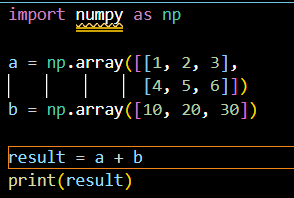 import numpy as np
a = np.array([[1, 2, 3],
[4, 5, 6]])
b = np.array([10, 20, 30])
result = a + b
print(result)